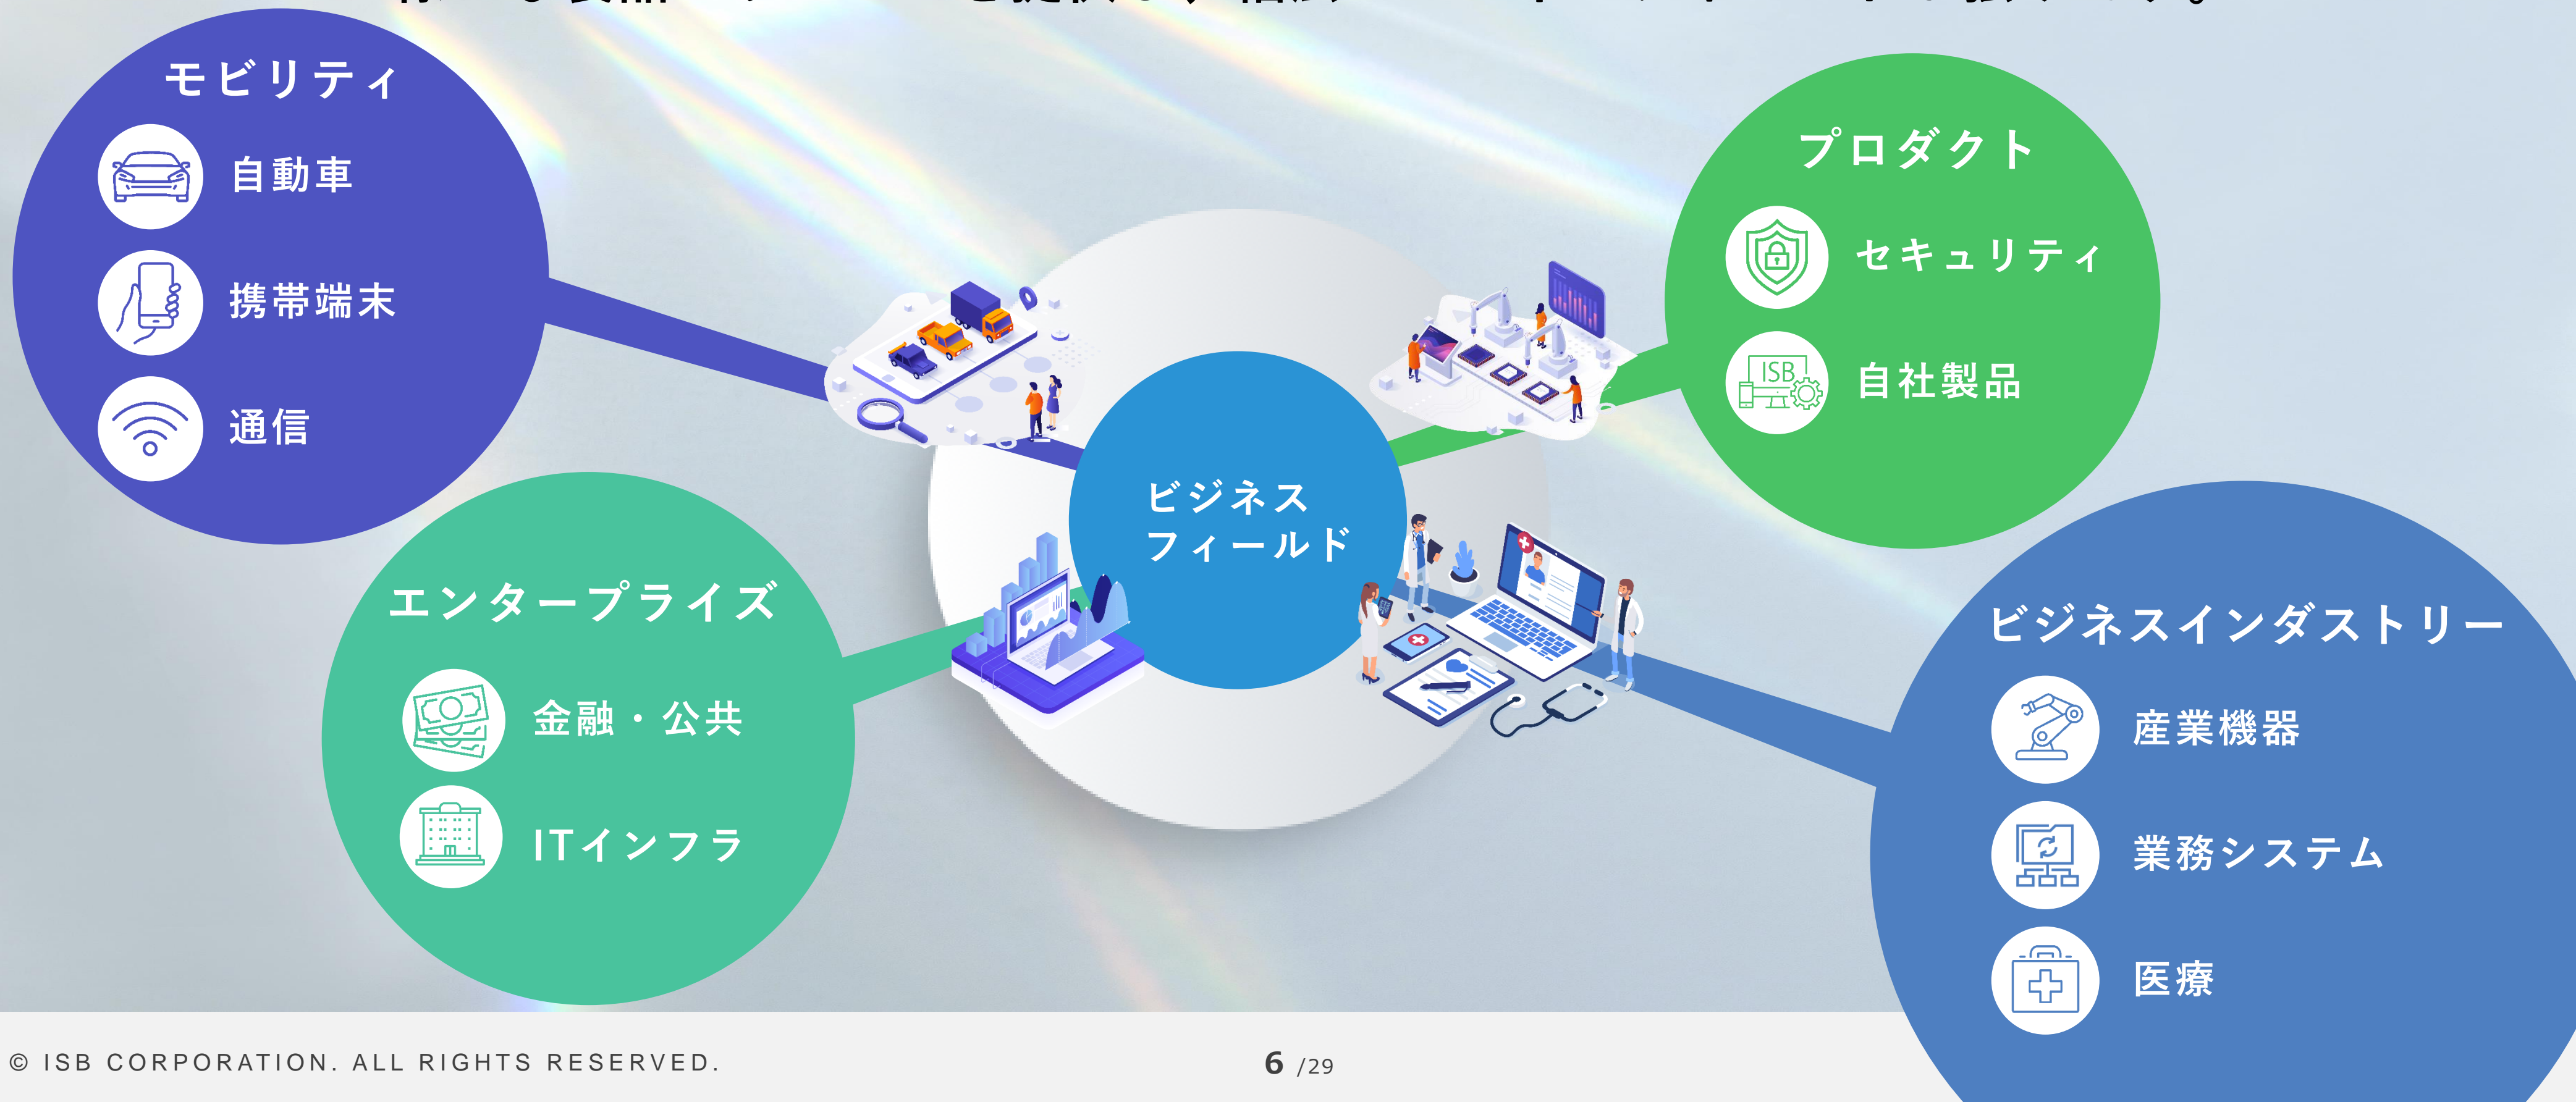 モビリティ
自動車
携帯端末
通信
プロダクト
セキュリティ
ISB
自社製品
ビジネス
フィールド
エンタープライズ
金融・公共
ITインフラ
ビジネスインダストリー
産業機器
業務システム
医療
© ISB CORPORATION. ALL RIGHTS RESERVED.
6 /29